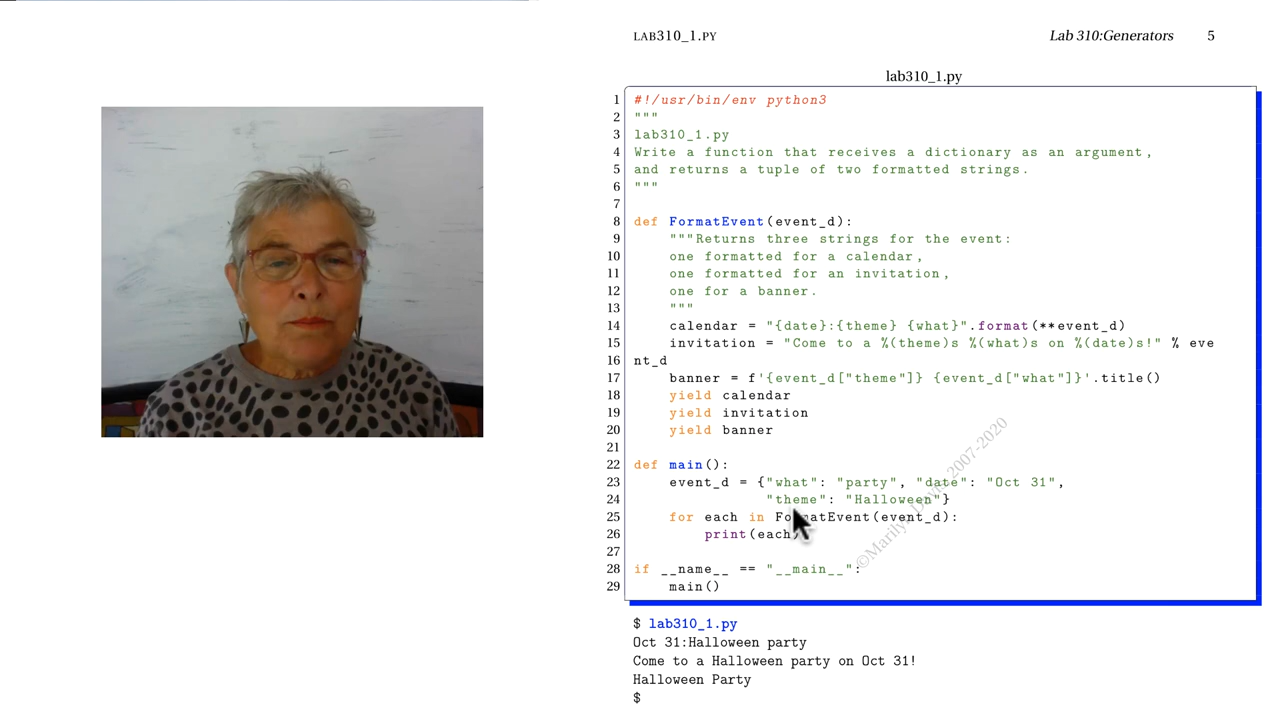 LAB310_1.PY Lab 310:Generators 5
lab310_1.py
1 #!/usr/bin/env python3
2 """
3 lab310_1.py
4 Write a function that receives a dictionary as an argument,
5 and returns a tuple of two formatted strings.
6 """
7
8 def FormatEvent(event_d):
9 """Returns three strings for the event:
10 one formatted for a calendar,
11 one formatted for an invitation,
12 one for a banner.
13 """
14 calendar = "{date}:{theme} {what}".format(**event_d)
15 invitation = "Come to a %(theme)s %(what)s on %(date)s!" % eve
16 nt_d
17 banner = f'{event_d["theme"]} {event_d["what"]}'.title()
18 yield calendar
19 yield invitation
20 yield banner
21
22 def main():
23 event_d = {"what": "party", "date": "Oct 31",
24 "theme": "Halloween"}
25 for each in FormatEvent(event_d):
26 print(each)
27
28 if __name__ == "__main__":
29 main()
$ lab310_1.py
Oct 31:Halloween party
Come to a Halloween party on Oct 31!
Halloween Party
$
©Marilyn Davis 2007-2020